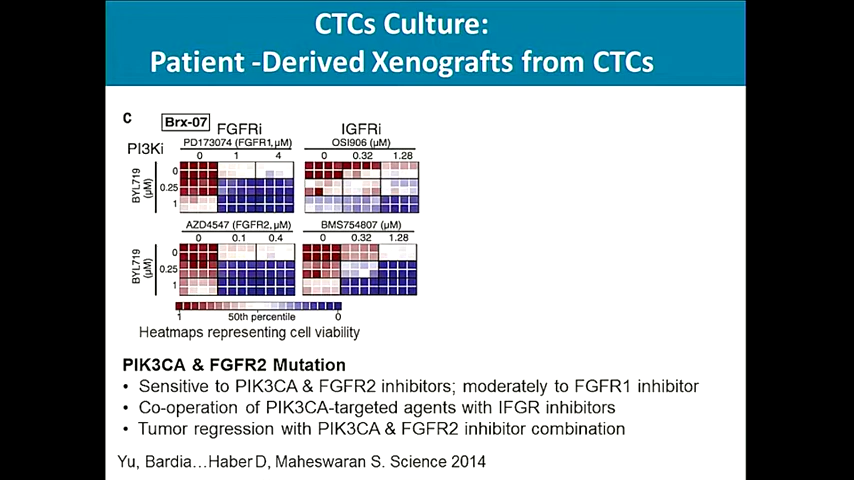 CTCs Culture:
Patient -Derived Xenografts from CTCs
C
Brx-07
FGFRi
IGFRi
PI3Ki
PD173074 (FGFR1,μM)
OSI906 (μM)
0 1 4
0 0.32 1.28
BYL719
(μM)
0
0.25
1
AZD4547 (FGFR2,μM)
BMS754807 (μM)
0 0.1 0.4
0 0.32 1.28
BYL719
(μM)
0
0.25
1
1 50th percentile 0
Heatmaps representing cell viability
PIK3CA & FGFR2 Mutation
• Sensitive to PIK3CA & FGFR2 inhibitors; moderately to FGFR1 inhibitor
• Co-operation of PIK3CA-targeted agents with IFGR inhibitors
• Tumor regression with PIK3CA & FGFR2 inhibitor combination
Yu, Bardia...Haber D, Maheswaran S. Science 2014